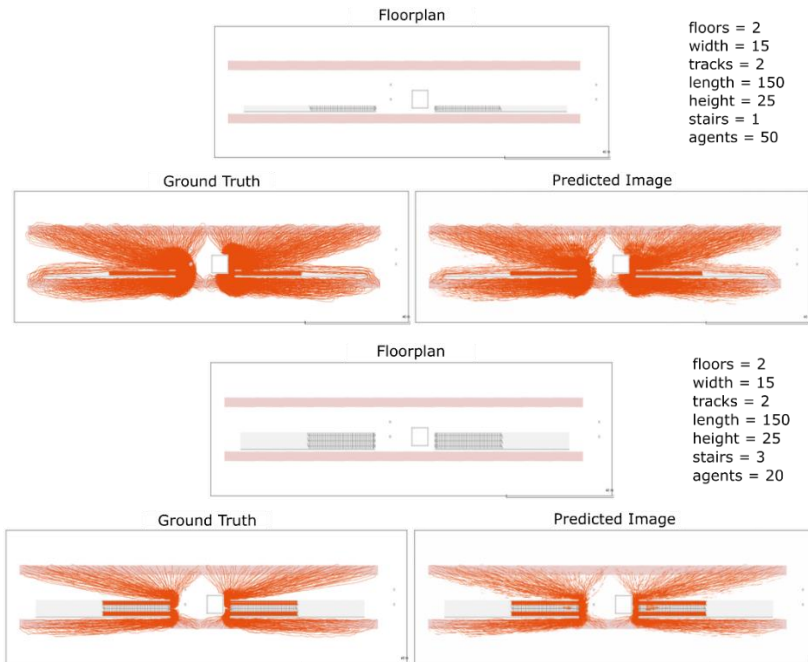 Floorplan
floors = 2
width = 15
tracks = 2
length = 150
height = 25
stairs = 1
agents = 50
Ground Truth
Predicted Image
Floorplan
floors = 2
width = 15
tracks = 2
length = 150
height = 25
stairs = 3
agents = 20
Ground Truth
Predicted Image